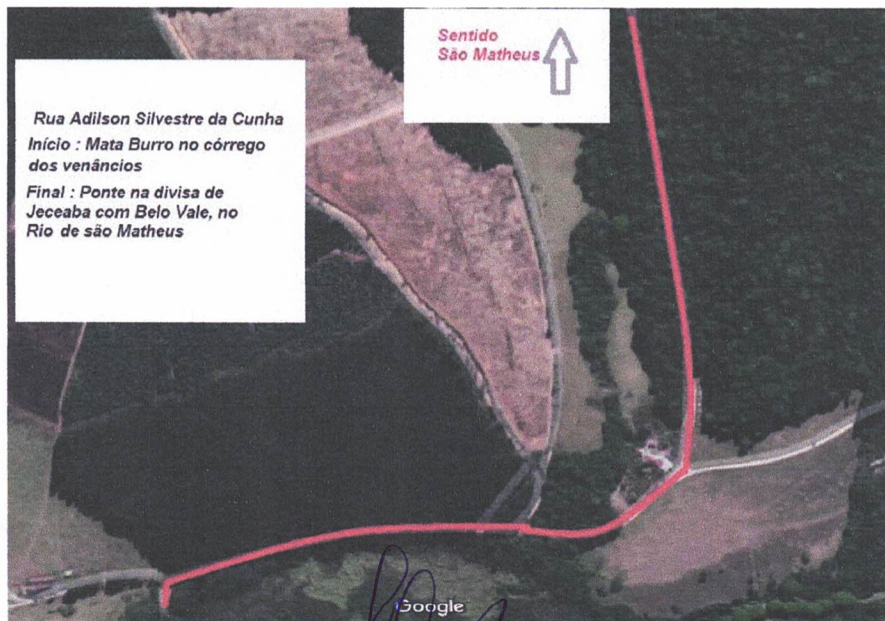 Sentido
São Matheus
Rua Adilson Silvestre da Cunha
Início : Mata Burro no córrego
dos venâncios
Final : Ponte na divisa de
Jeceaba com Belo Vale, no
Rio de são Matheus
Google